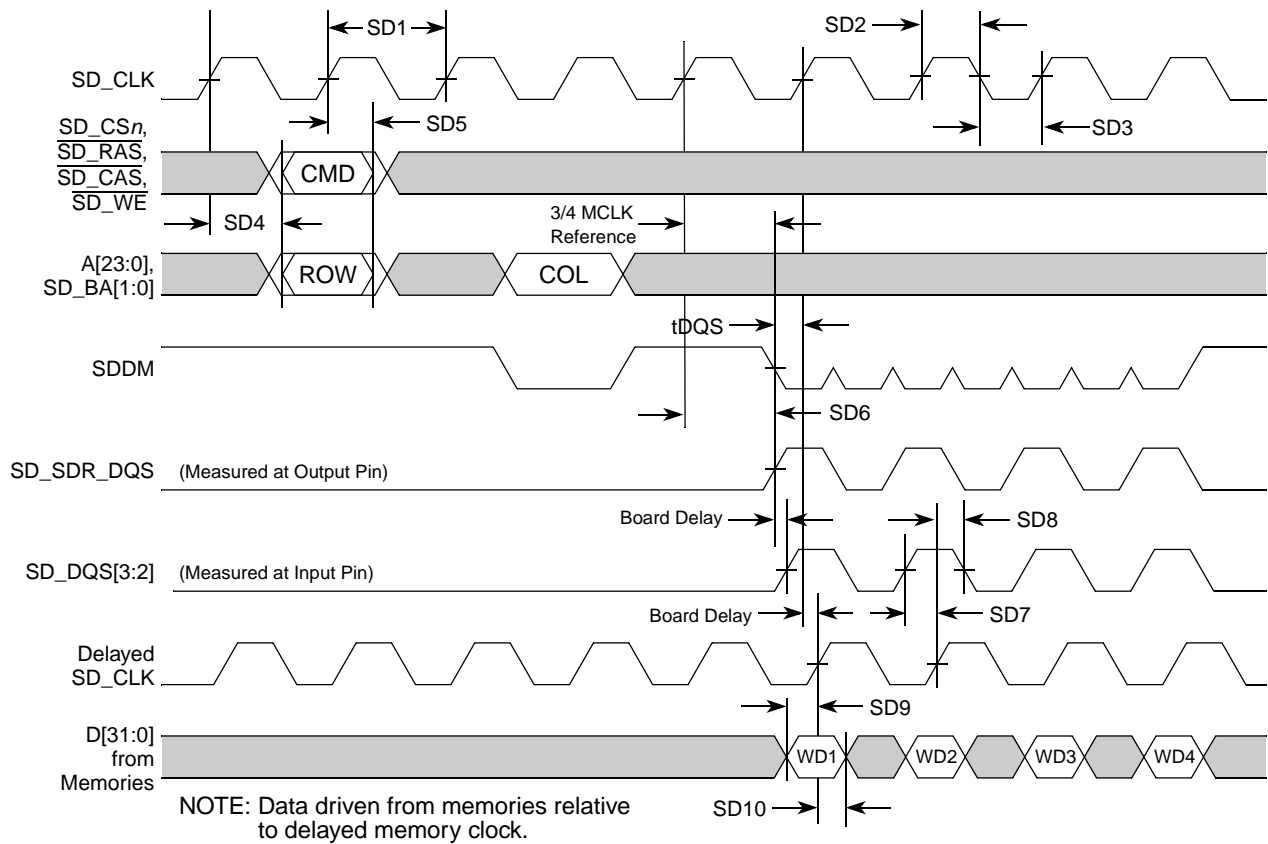 SD1
SD2
SD_CLK
SD3
SD5
SD_CSn,
SD_RAS,
SD_CAS,
SD_WE
CMD
SD4
3/4 MCLK
Reference
A[23:0],
SD_BA[1:0]
ROW
COL
tDQS
SDDM
SD6
SD_SDR_DQS
(Measured at Output Pin)
Board Delay
SD8
SD_DQS[3:2]
(Measured at Input Pin)
Board Delay
SD7
Delayed
SD_CLK
SD9
D[31:0]
from
Memories
WD1
WD2
WD3
WD4
SD10
NOTE: Data driven from memories relative
to delayed memory clock.